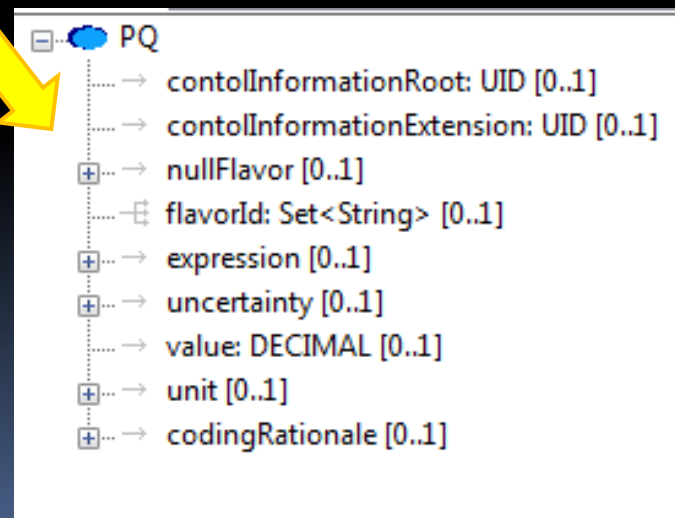 PQ
contolInformationRoot: UID [0..1]
contolInformationExtension: UID [0..1]
nullFlavor [0..1]
flavorId: Set<String> [0..1]
expression [0..1]
uncertainty [0..1]
value: DECIMAL [0..1]
unit [0..1]
codingRationale [0..1]